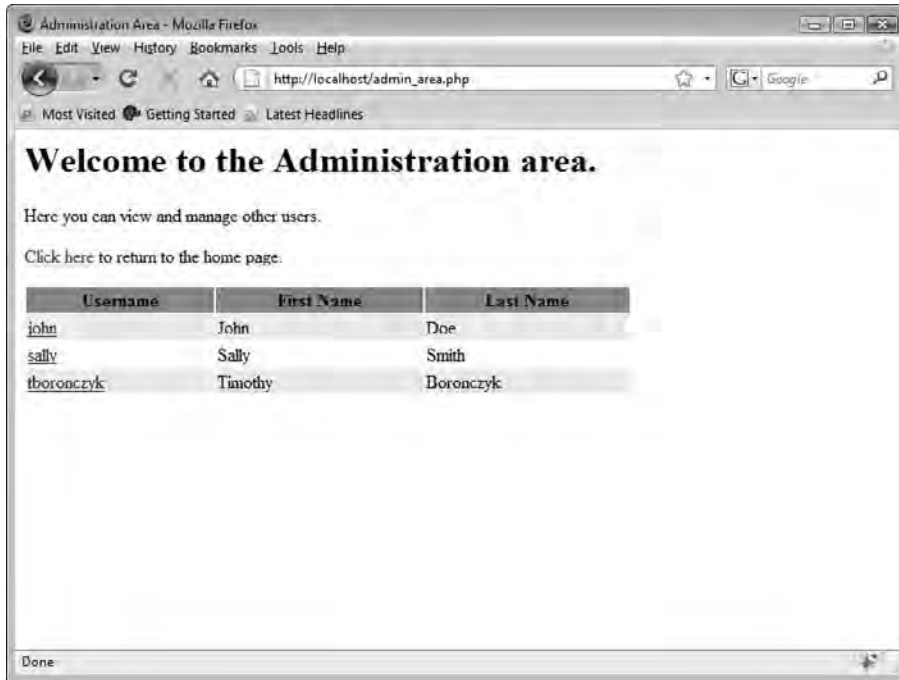 Administration Area - Mozilla Firefox
File Edit View History Bookmarks Tools Help
http://localhost/admin_area.php
Google
Most Visited Getting Started Latest Headlines
Welcome to the Administration area.
Here you can view and manage other users.
Click here to return to the home page.
Username First Name Last Name
john John Doe
sally Sally Smith
tboronczyk Timothy Boronczyk
Done